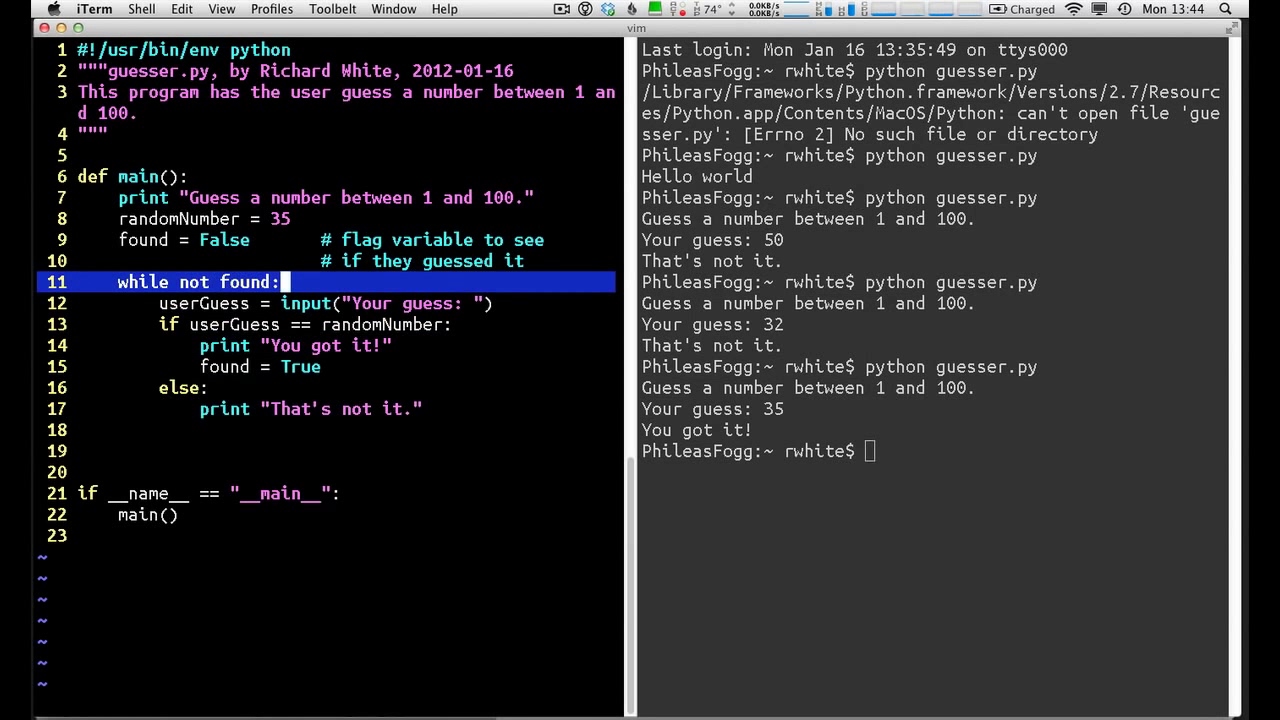 iTerm Shell Edit View Profiles Toolbelt Window Help 74° 0.0KB/s 0.0KB/s Charged Mon 13:44
vim
1 #!/usr/bin/env python
2 """guesser.py, by Richard White, 2012-01-16
3 This program has the user guess a number between 1 an
d 100.
4 """
5
6 def main():
7 print "Guess a number between 1 and 100."
8 randomNumber = 35
9 found = False # flag variable to see
10 # if they guessed it
11 while not found:
12 userGuess = input("Your guess: ")
13 if userGuess == randomNumber:
14 print "You got it!"
15 found = True
16 else:
17 print "That's not it."
18
19
20
21 if __name__ == "__main__":
22 main()
23
~
~
~
~
~
~
~
Last login: Mon Jan 16 13:35:49 on ttys000
PhileasFogg:~ rwhite$ python guesser.py
/Library/Frameworks/Python.framework/Versions/2.7/Resourc
es/Python.app/Contents/MacOS/Python: can't open file 'gue
sser.py': [Errno 2] No such file or directory
PhileasFogg:~ rwhite$ python guesser.py
Hello world
PhileasFogg:~ rwhite$ python guesser.py
Guess a number between 1 and 100.
Your guess: 50
That's not it.
PhileasFogg:~ rwhite$ python guesser.py
Guess a number between 1 and 100.
Your guess: 32
That's not it.
PhileasFogg:~ rwhite$ python guesser.py
Guess a number between 1 and 100.
Your guess: 35
You got it!
PhileasFogg:~ rwhite$